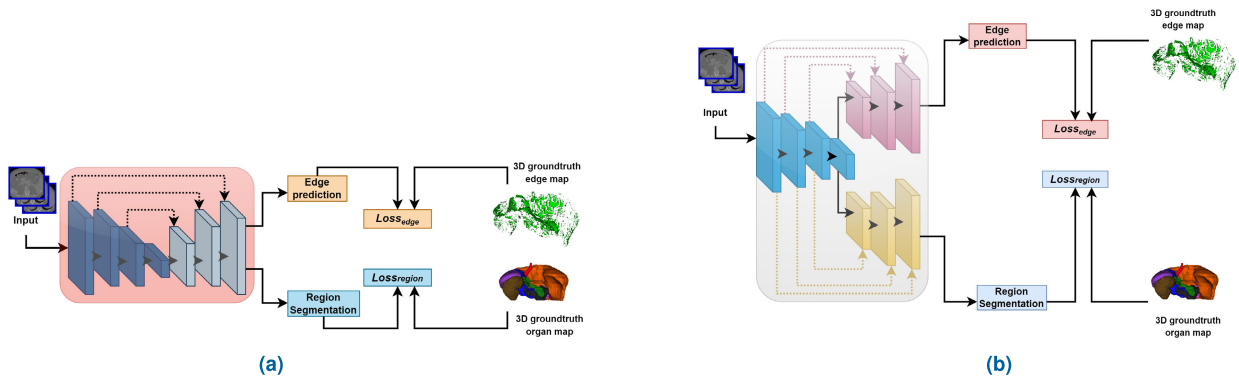 Input
Edge
prediction
Loss_edge
3D groundtruth
edge map
Loss_region
Region
Segmentation
3D groundtruth
organ map
(a)
Input
Edge
prediction
3D groundtruth
edge map
Loss_edge
Loss_region
Region
Segmentation
3D groundtruth
organ map
(b)